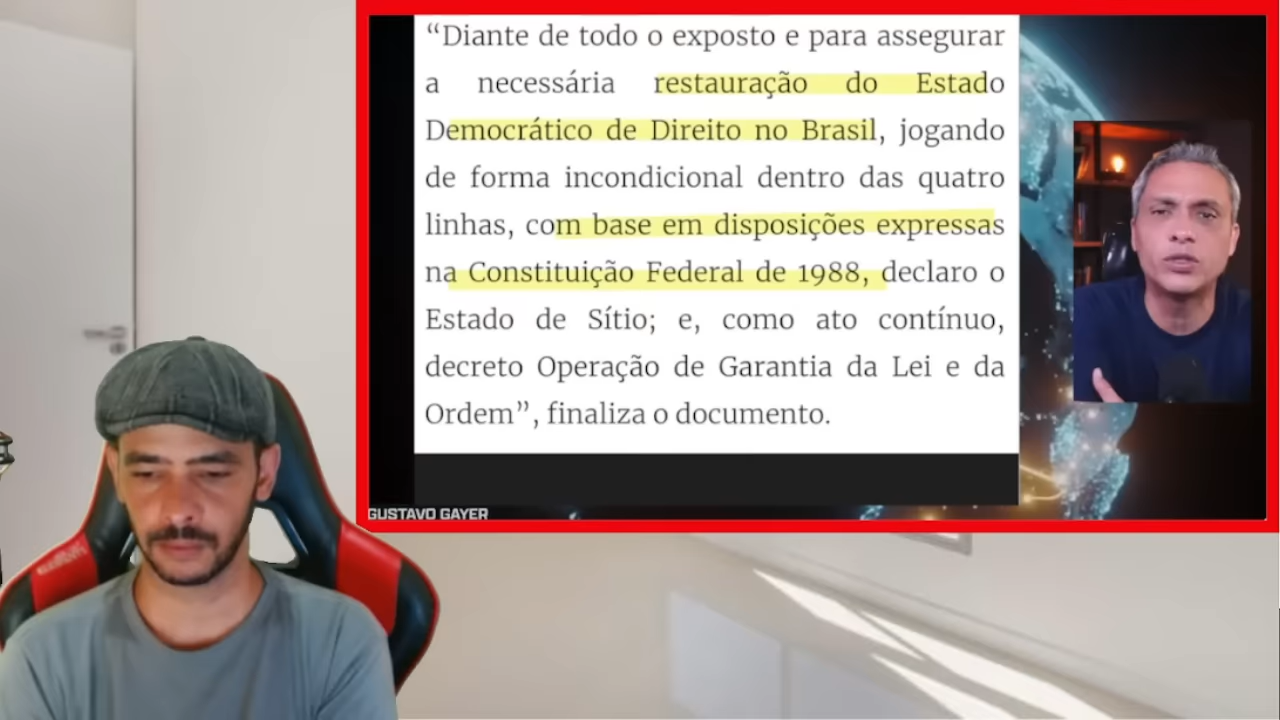 “Diante de todo o exposto e para assegurar
a necessária restauração do Estado
Democrático de Direito no Brasil, jogando
de forma incondicional dentro das quatro
linhas, com base em disposições expressas
na Constituição Federal de 1988, declaro o
Estado de Sítio; e, como ato contínuo,
decreto Operação de Garantia da Lei e da
Ordem”, finaliza o documento.
GUSTAVO GAYER